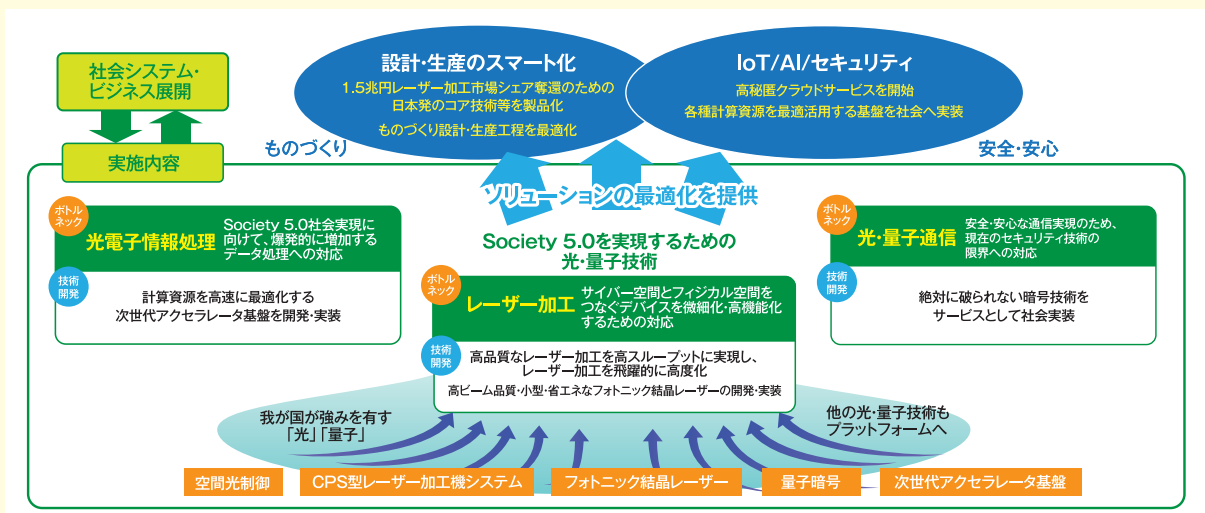 社会システム・
ビジネス展開
実施内容
設計・生産のスマート化
1.5兆円レーザー加工市場シェア奪還のための
日本発のコア技術等を製品化
ものづくり設計・生産工程を最適化
IoT/AI/セキュリティ
高秘匿クラウドサービスを開始
各種計算資源を最適活用する基盤を社会へ実装
ものづくり
安全・安心
ソリューションの最適化を提供
Society 5.0を実現するための
光・量子技術
ボトル
ネック
光電子情報処理
Society 5.0社会実現に
向けて、爆発的に増加する
データ処理への対応
技術
開発
計算資源を高速に最適化する
次世代アクセラレータ基盤を開発・実装
ボトル
ネック
レーザー加工
サイバー空間とフィジカル空間を
つなぐデバイスを微細化・高機能化
するための対応
技術
開発
高品質なレーザー加工を高スループットに実現し、
レーザー加工を飛躍的に高度化
高ビーム品質・小型・省エネなフォトニック結晶レーザーの開発・実装
ボトル
ネック
光・量子通信
安全・安心な通信実現のため、
現在のセキュリティ技術の
限界への対応
技術
開発
絶対に破られない暗号技術を
サービスとして社会実装
我が国が強みを有す
「光」「量子」
他の光・量子技術も
プラットフォームへ
空間光制御
CPS型レーザー加工機システム
フォトニック結晶レーザー
量子暗号
次世代アクセラレータ基盤